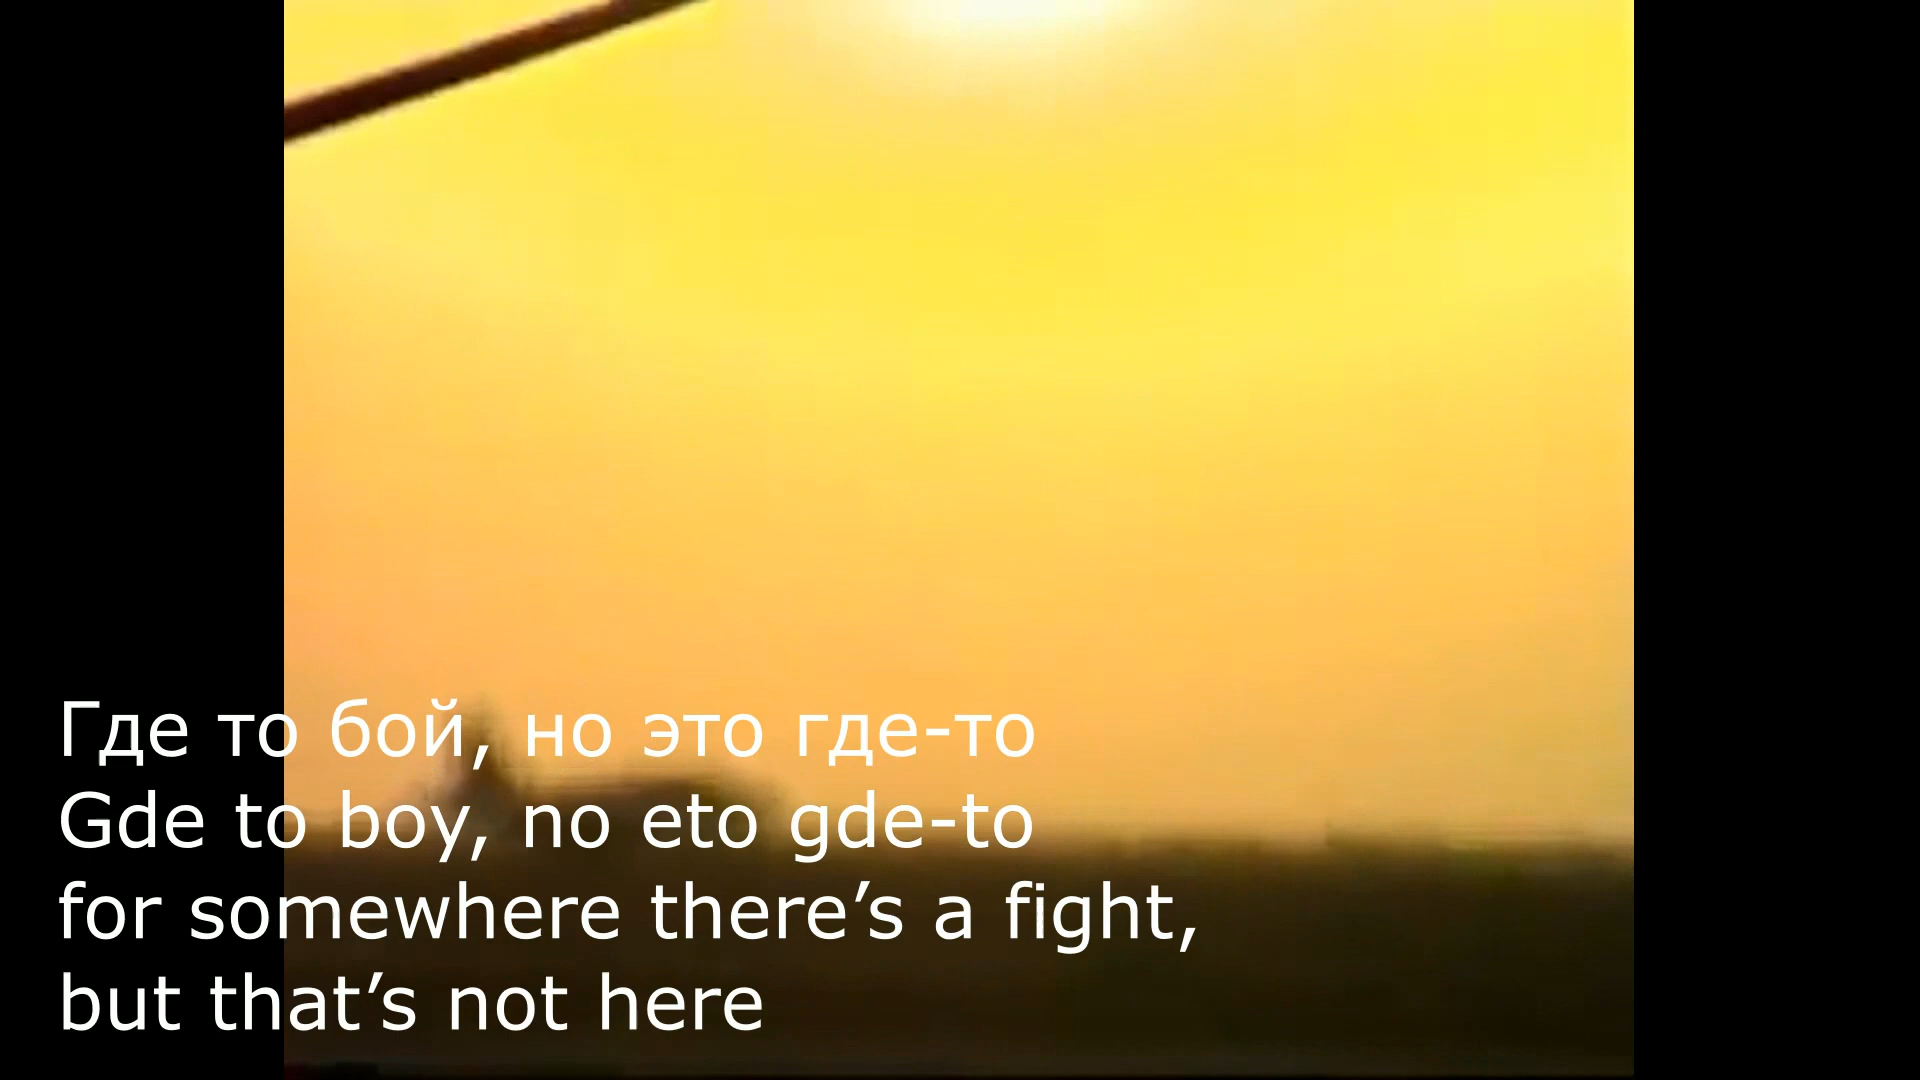 Где то бой, но это где-то
Gde to boy, no eto gde-to
for somewhere there’s a fight,
but that’s not here